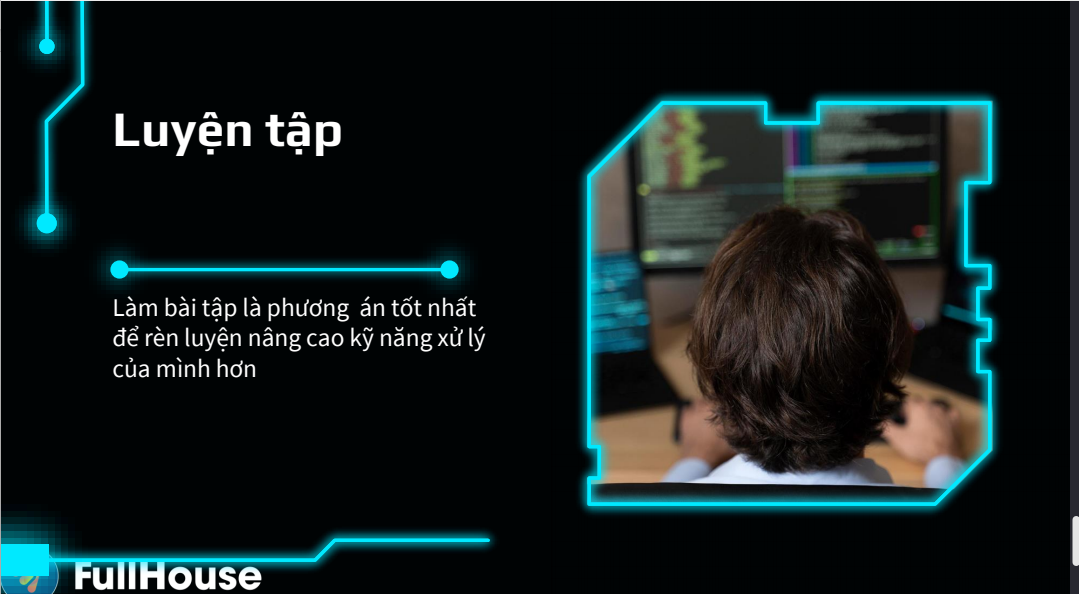 Luyện tập
Làm bài tập là phương  án tốt nhất
để rèn luyện nâng cao kỹ năng xử lý
của mình hơn
FullHouse